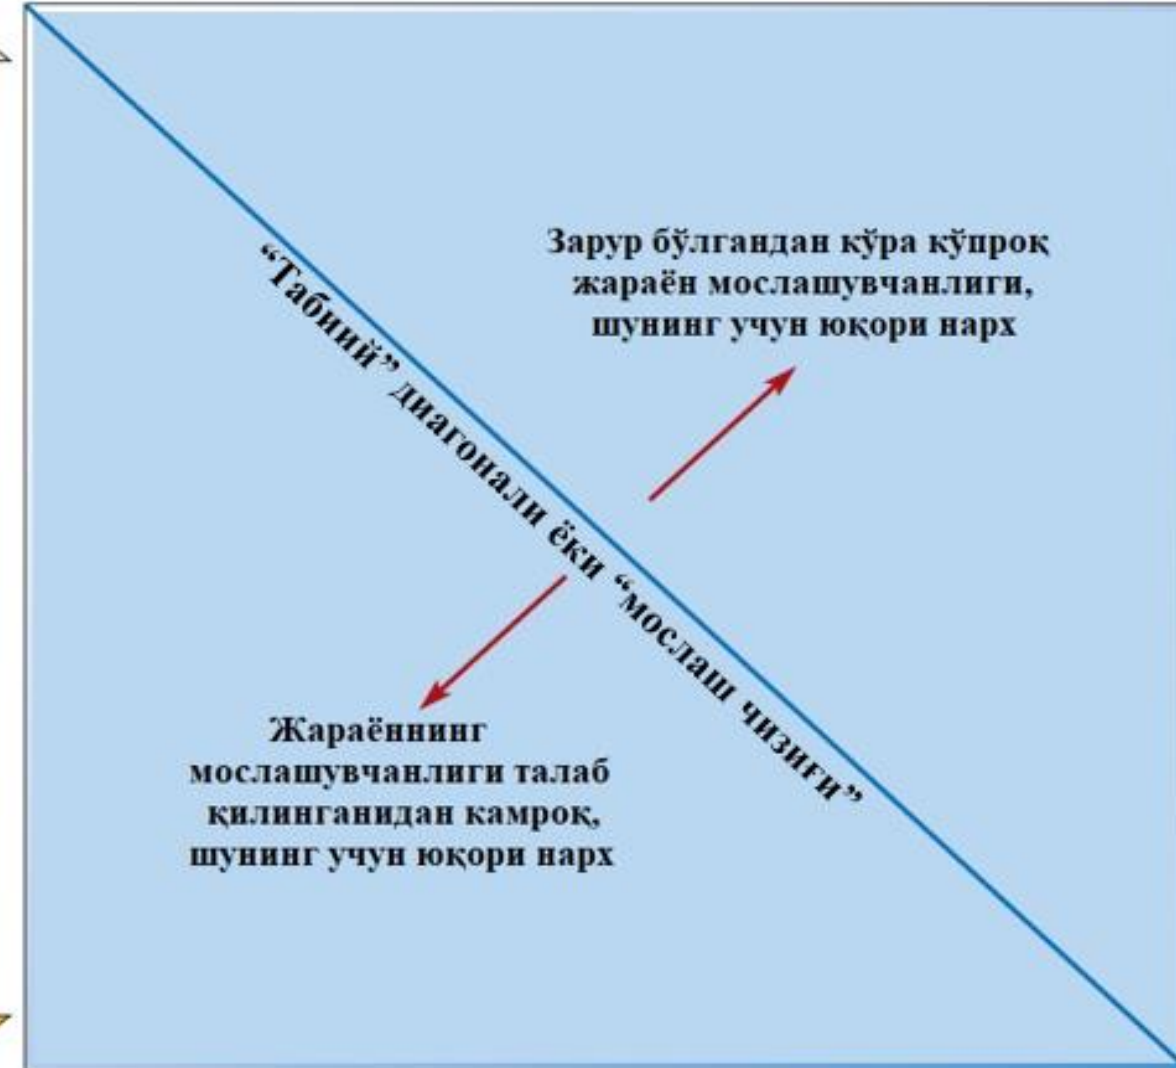 Зарур бўлгандан кўра кўпроқ
жараён мослашувчанлиги,
шунинг учун юқори нарх
“Табиий” диагонали ёки “мослаш чизиғи”
Жараённинг
мослашувчанлиги талаб
қилинганидан камроқ,
шунинг учун юқори нарх